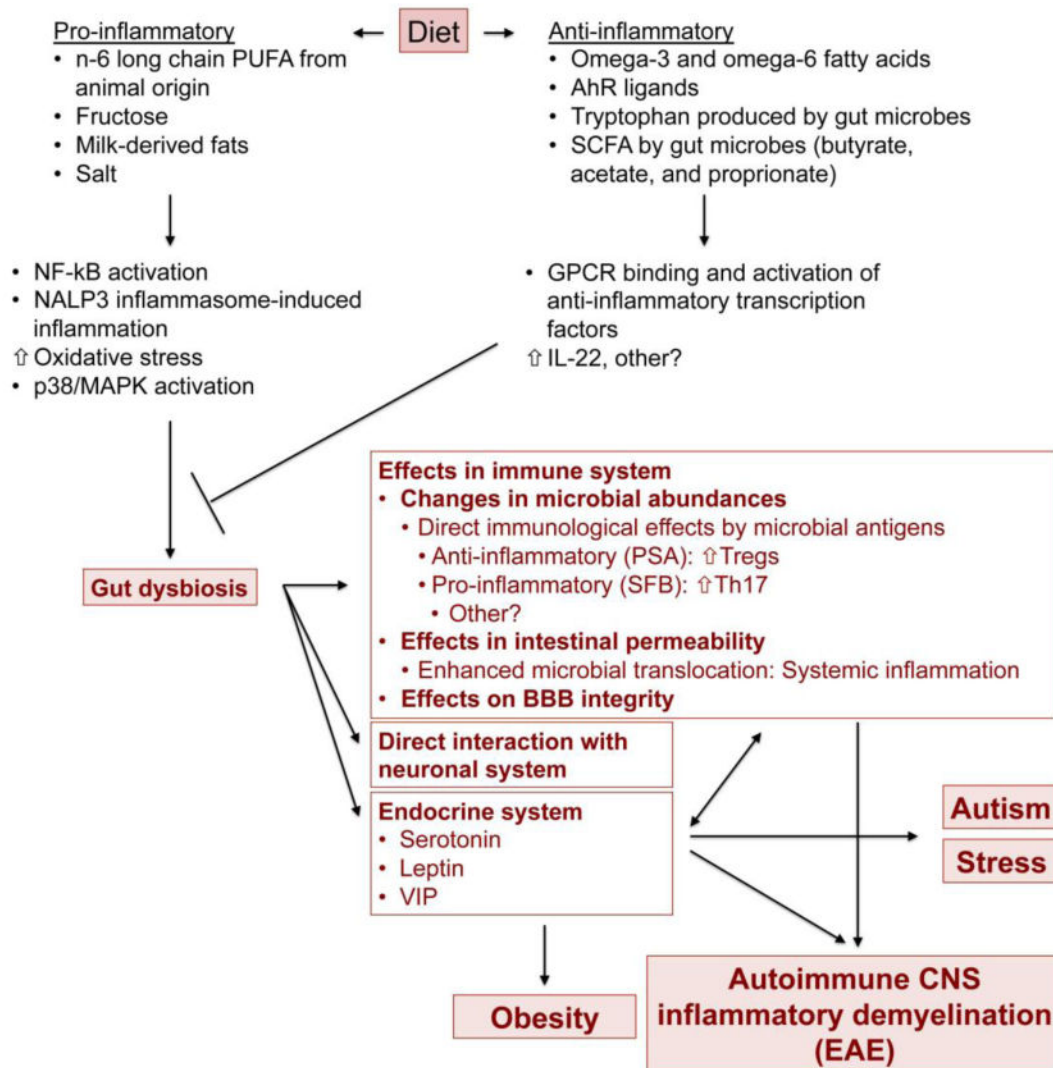 Diet
Pro-inflammatory
• n-6 long chain PUFA from
animal origin
• Fructose
• Milk-derived fats
• Salt
Anti-inflammatory
• Omega-3 and omega-6 fatty acids
• AhR ligands
• Tryptophan produced by gut microbes
• SCFA by gut microbes (butyrate,
acetate, and proprionate)
• NF-kB activation
• NALP3 inflammasome-induced
inflammation
⇧ Oxidative stress
• p38/MAPK activation
• GPCR binding and activation of
anti-inflammatory transcription
factors
⇧ IL-22, other?
Gut dysbiosis
Effects in immune system
• Changes in microbial abundances
• Direct immunological effects by microbial antigens
• Anti-inflammatory (PSA): ⇧Tregs
• Pro-inflammatory (SFB): ⇧Th17
• Other?
• Effects in intestinal permeability
• Enhanced microbial translocation: Systemic inflammation
• Effects on BBB integrity
Direct interaction with
neuronal system
Endocrine system
• Serotonin
• Leptin
• VIP
Autism
Stress
Obesity
Autoimmune CNS
inflammatory demyelination
(EAE)